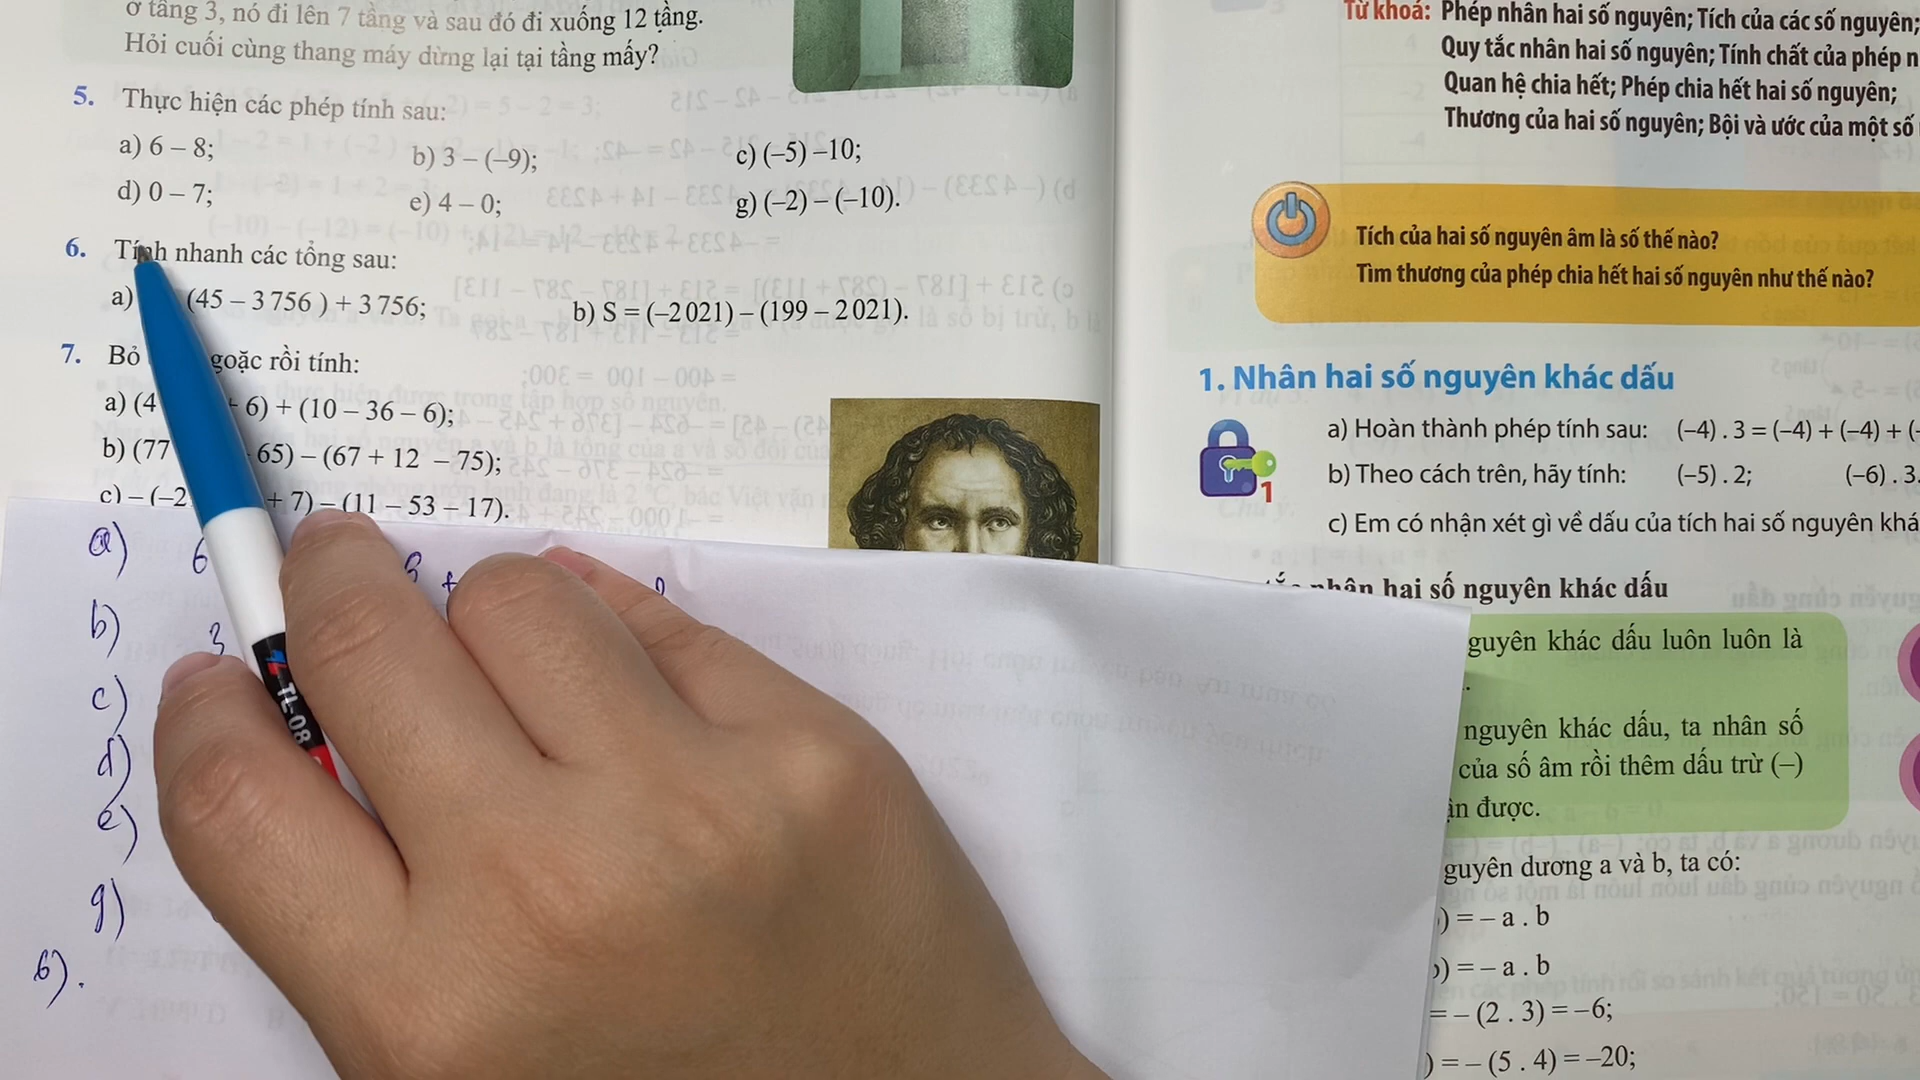 ở tầng 3, nó đi lên 7 tầng và sau đó đi xuống 12 tầng.
Hỏi cuối cùng thang máy dừng lại tại tầng mấy?
5. Thực hiện các phép tính sau:
a) 6 – 8; b) 3 – (–9); c) (–5) –10;
d) 0 – 7; e) 4 – 0; g) (–2) – (–10).
6. Tính nhanh các tổng sau:
a) (45 – 3 756 ) + 3 756; b) S = (–2 021) – (199 – 2 021).
7. Bỏ goặc rồi tính:
a) (4 + 6) + (10 – 36 – 6);
b) (77 65) – (67 + 12 – 75);
c) – (–2 + 7) – (11 – 53 – 17).
a) 6 8 +
b) 3
c)
d)
e)
g)
6).
TL-08
Từ khoá: Phép nhân hai số nguyên; Tích của các số nguyên;
Quy tắc nhân hai số nguyên; Tính chất của phép n
Quan hệ chia hết; Phép chia hết hai số nguyên;
Thương của hai số nguyên; Bội và ước của một số
Tích của hai số nguyên âm là số thế nào?
Tìm thương của phép chia hết hai số nguyên như thế nào?
1. Nhân hai số nguyên khác dấu
1
a) Hoàn thành phép tính sau: (–4) . 3 = (–4) + (–4) + (–
b) Theo cách trên, hãy tính: (–5) . 2; (–6) . 3.
c) Em có nhận xét gì về dấu của tích hai số nguyên khá
nhân hai số nguyên khác dấu
guyên khác dấu luôn luôn là
.
nguyên khác dấu, ta nhân số
của số âm rồi thêm dấu trừ (–)
ận được.
guyên dương a và b, ta có:
) = – a . b
) = – a . b
= – (2 . 3) = –6;
) = – (5 . 4) = –20;